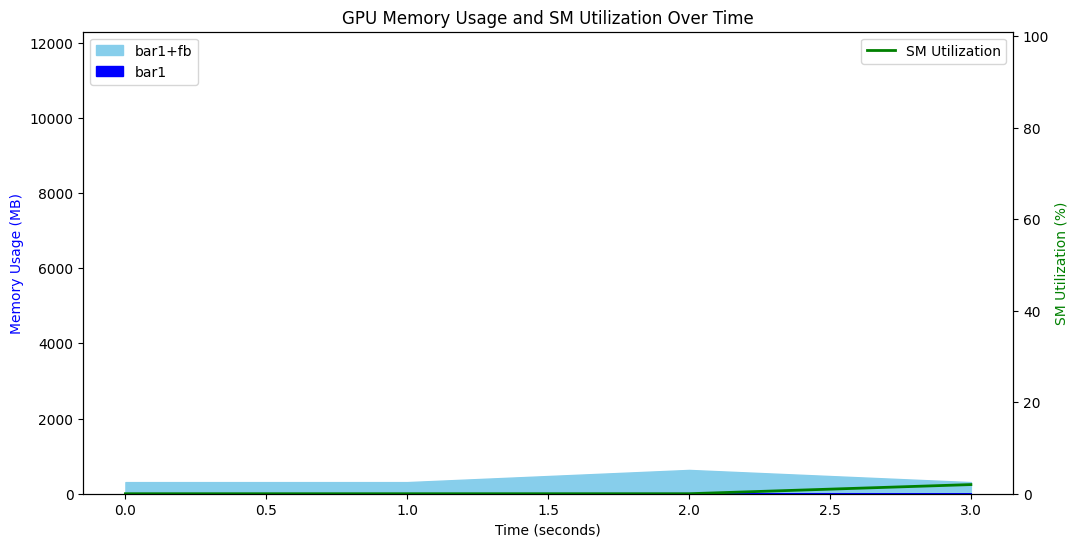 GPU Memory Usage and SM Utilization Over Time
bar1+fb
bar1
SM Utilization
Memory Usage (MB)
12000
10000
8000
6000
4000
2000
0
100
80
60
40
20
0
SM Utilization (%)
0.0 0.5 1.0 1.5 2.0 2.5 3.0
Time (seconds)